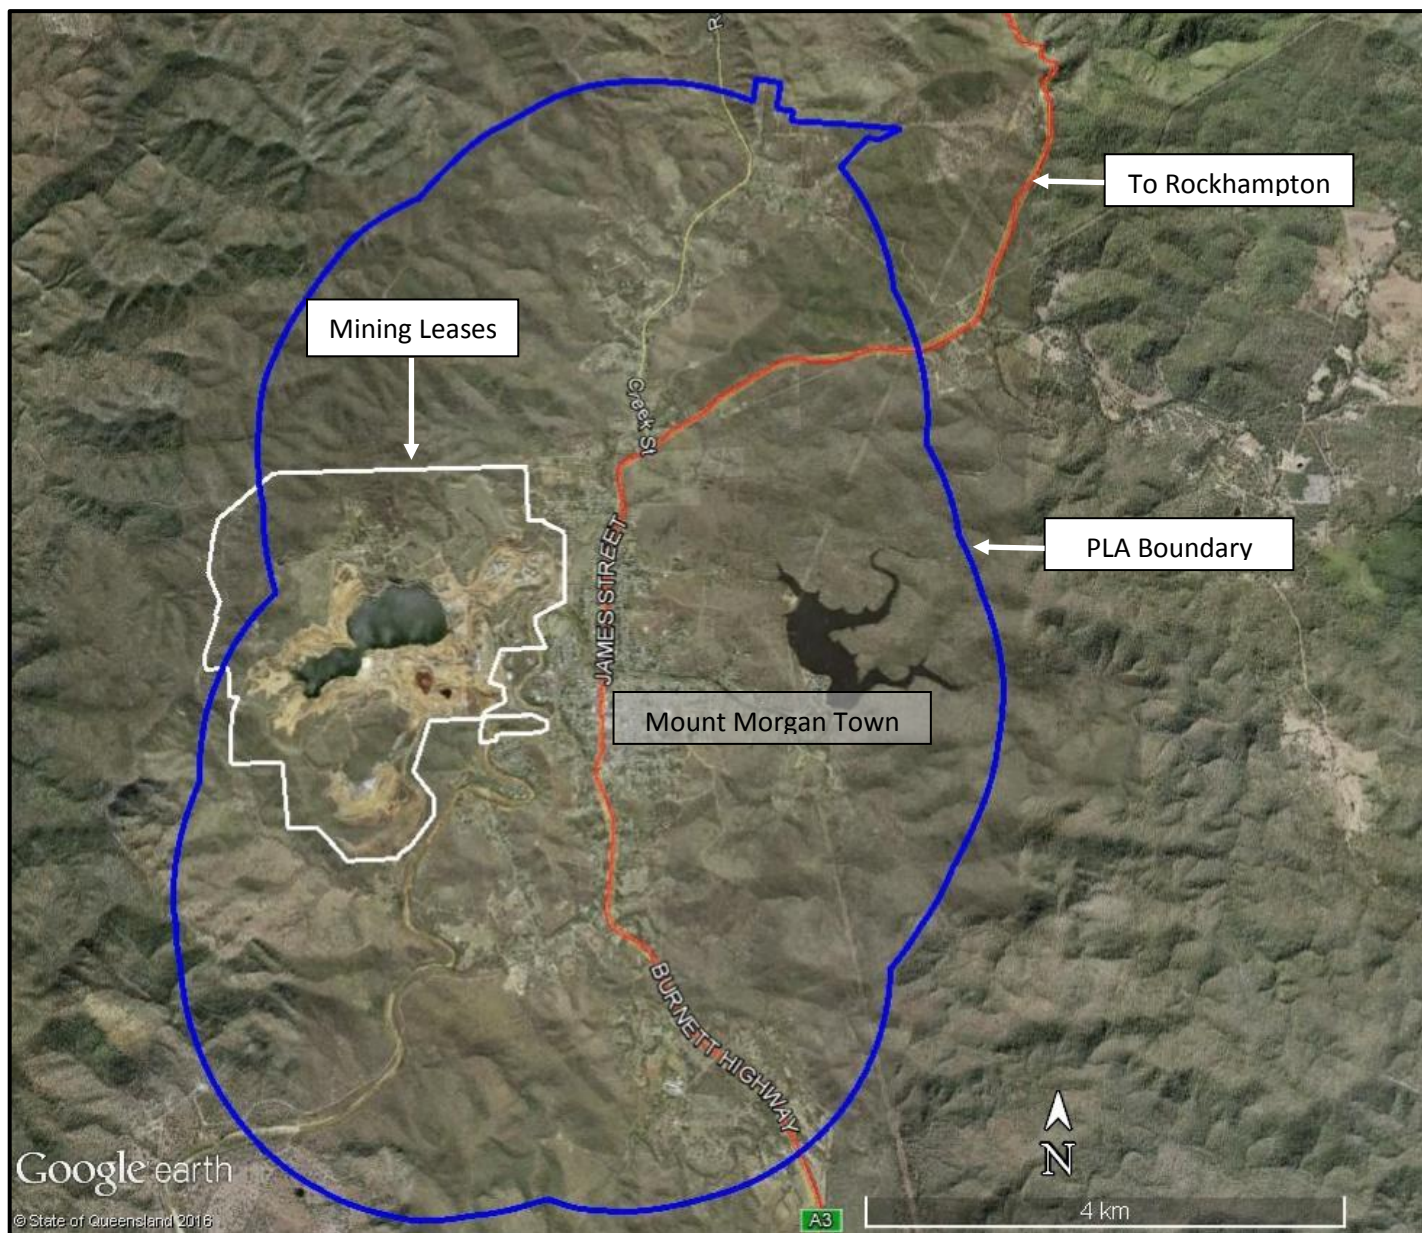 R
To Rockhampton
Mining Leases
Creek St
JAMES STREET
PLA Boundary
Mount Morgan Town
BURNETT HIGHWAY
N
Google earth
4 km
© State of Queensland 2016
A3